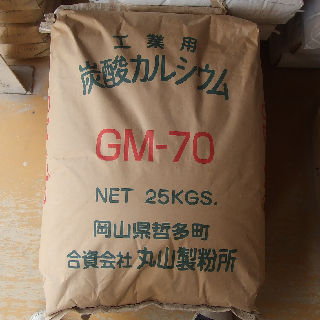 工業用
炭酸カルシウム
GM-70
NET 25KGS.
岡山県哲多町
合資会社 丸山製粉所